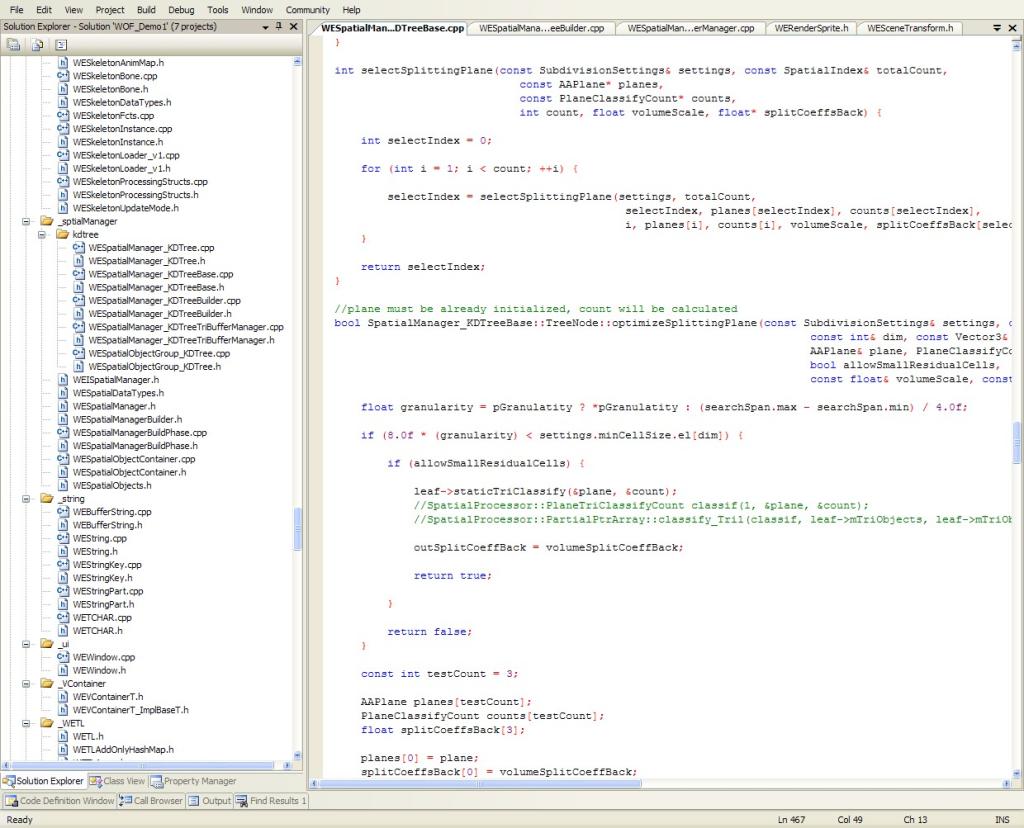 File Edit View Project Build Debug Tools Window Community Help
Solution Explorer - Solution 'WOF_Demo1' (7 projects)
WESkeletonAnimMap.h
WESkeletonBone.cpp
WESkeletonBone.h
WESkeletonDataTypes.h
WESkeletonFcts.cpp
WESkeletonInstance.cpp
WESkeletonInstance.h
WESkeletonLoader_v1.cpp
WESkeletonLoader_v1.h
WESkeletonProcessingStructs.cpp
WESkeletonProcessingStructs.h
WESkeletonUpdateMode.h
_sptialManager
kdtree
WESpatialManager_KDTree.cpp
WESpatialManager_KDTree.h
WESpatialManager_KDTreeBase.cpp
WESpatialManager_KDTreeBase.h
WESpatialManager_KDTreeBuilder.cpp
WESpatialManager_KDTreeBuilder.h
WESpatialManager_KDTreeTriBufferManager.cpp
WESpatialManager_KDTreeTriBufferManager.h
WESpatialObjectGroup_KDTree.cpp
WESpatialObjectGroup_KDTree.h
WEISpatialManager.h
WESpatialDataTypes.h
WESpatialManager.h
WESpatialManagerBuilder.h
WESpatialManagerBuildPhase.cpp
WESpatialManagerBuildPhase.h
WESpatialObjectContainer.cpp
WESpatialObjectContainer.h
WESpatialObjects.h
_string
WEBufferString.cpp
WEBufferString.h
WEString.cpp
WEString.h
WEStringKey.cpp
WEStringKey.h
WEStringPart.cpp
WEStringPart.h
WETCHAR.cpp
WETCHAR.h
_ui
WEWindow.cpp
WEWindow.h
_VContainer
WEVContainerT.h
WEVContainerT_ImplBaseT.h
_WETL
WETL.h
WETLAddOnlyHashMap.h
Solution Explorer Class View Property Manager
WESpatialMan...DTreeBase.cpp WESpatialMana...eeBuilder.cpp WESpatialMan...erManager.cpp WERenderSprite.h WESceneTransform.h
}
int selectSplittingPlane(const SubdivisionSettings& settings, const SpatialIndex& totalCount,
const AAPlane* planes,
const PlaneClassifyCount* counts,
int count, float volumeScale, float* splitCoeffsBack) {
int selectIndex = 0;
for (int i = 1; i < count; ++i) {
selectIndex = selectSplittingPlane(settings, totalCount,
selectIndex, planes[selectIndex], counts[selectIndex],
i, planes[i], counts[i], volumeScale, splitCoeffsBack[selec
}
return selectIndex;
}
//plane must be already initialized, count will be calculated
bool SpatialManager_KDTreeBase::TreeNode::optimizeSplittingPlane(const SubdivisionSettings& settings, c
const int& dim, const Vector3&
AAPlane& plane, PlaneClassifyCo
bool allowSmallResidualCells,
const float& volumeScale, const
float granularity = pGranulatity ? *pGranulatity : (searchSpan.max - searchSpan.min) / 4.0f;
if (8.0f * (granularity) < settings.minCellSize.el[dim]) {
if (allowSmallResidualCells) {
leaf->staticTriClassify(&plane, &count);
//SpatialProcessor::PlaneTriClassifyCount classif(1, &plane, &count);
//SpatialProcessor::PartialPtrArray::classify_Tri1(classif, leaf->mTriObjects, leaf->mTriOb
outSplitCoeffBack = volumeSplitCoeffBack;
return true;
}
return false;
}
const int testCount = 3;
AAPlane planes[testCount];
PlaneClassifyCount counts[testCount];
float splitCoeffsBack[3];
planes[0] = plane;
splitCoeffsBack[0] = volumeSplitCoeffBack;
Code Definition Window Call Browser Output Find Results 1
Ready Ln 467 Col 49 Ch 13 INS